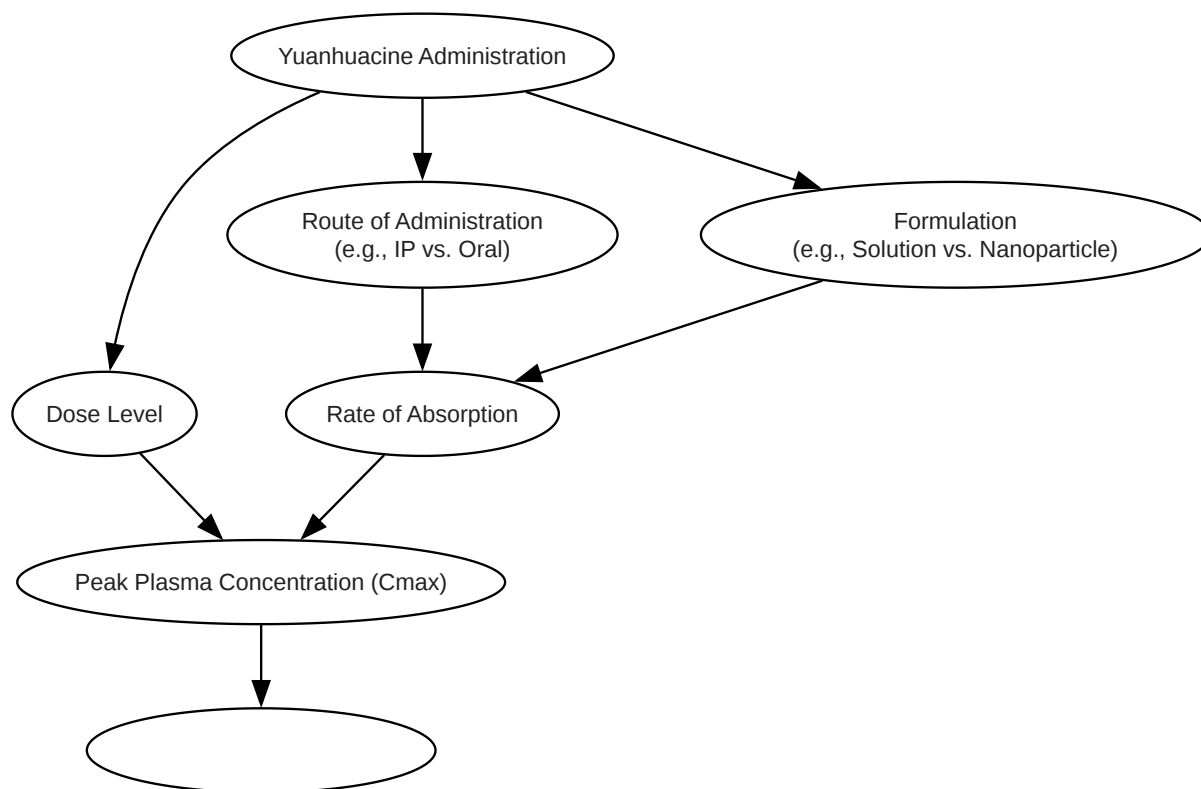 Yuanhuacine Administration
Route of Administration
(e.g., IP vs. Oral)
Formulation
(e.g., Solution vs. Nanoparticle)
Dose Level
Rate of Absorption
Peak Plasma Concentration (Cmax)